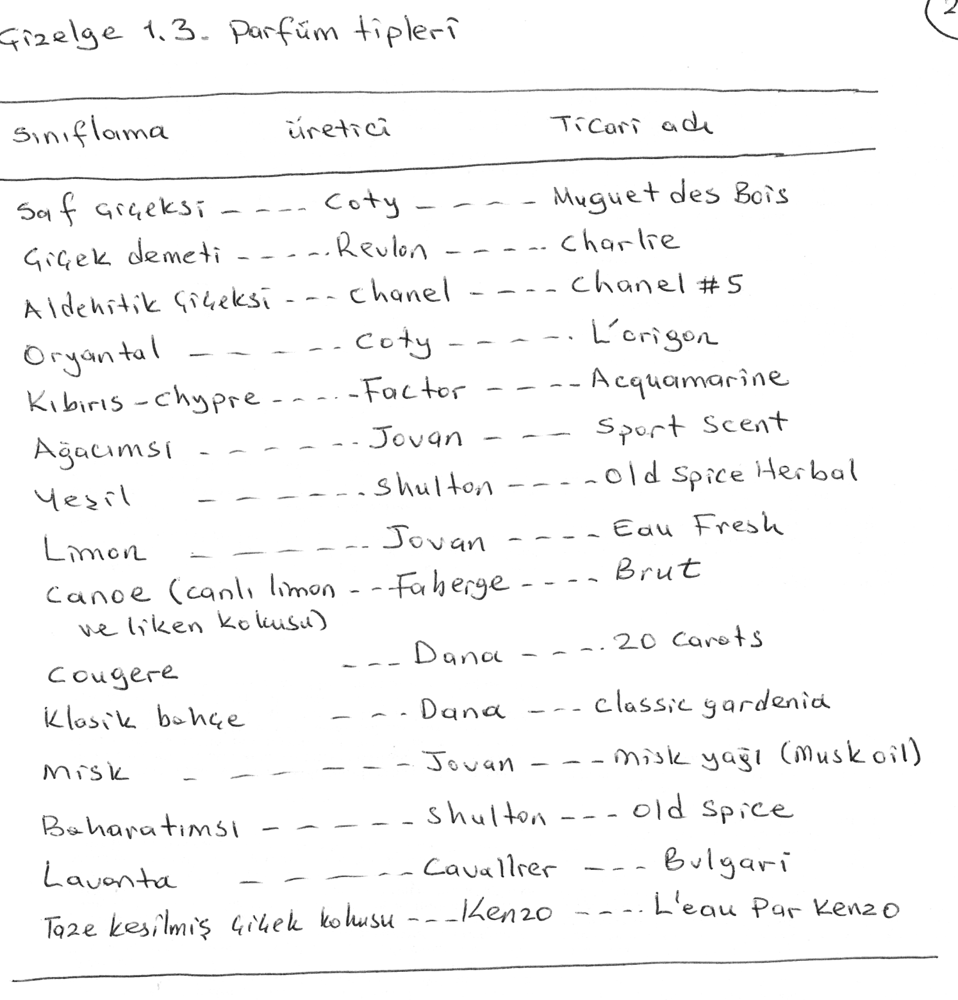 2
Çizelge 1.3. Parfüm tipleri
Sınıflama üretici Ticari adı
Saf çiçeksi - - - - - Coty - - - - - Muguet des Bois
Çiçek demeti - - - - - Revlon - - - - - Charlie
Aldehitik çiçeksi - - - Chanel - - - - - Chanel #5
Oryantal - - - - - - Coty - - - - - L'origon
Kıbırıs - chypre - - - - - Factor - - - - - Acquamarine
Ağacımsı - - - - - - Jovan - - - Sport Scent
Yeşil - - - - - - - Shulton - - - - - Old Spice Herbal
Limon - - - - - - Jovan - - - - Eau Fresh
Canoe (canlı limon - - Faberge - - - - Brut
ve liken kokusu)
Cougere - - - Dana - - - - 20 Carats
Klasik bahçe - - - Dana - - - classic gardenia
Misk - - - - - - Jovan - - - misk yağı (Musk oil)
Baharatımsı - - - - - Shulton - - - old spice
Lavanta - - - - - Cavallier - - - Bulgari
Taze kesilmiş çiçek kokusu - - - Kenzo - - - - L'eau Par Kenzo